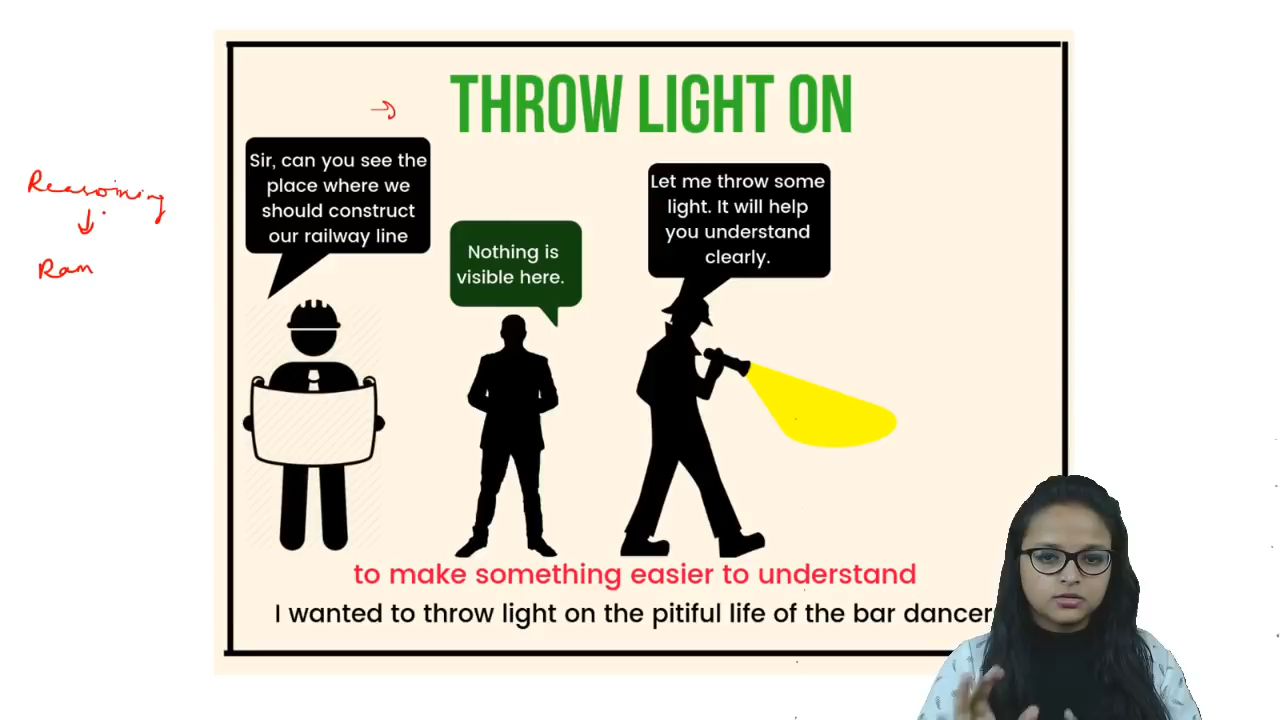 THROW LIGHT ON
Sir, can you see the
place where we
should construct
our railway line
Nothing is
visible here.
Let me throw some
light. It will help
you understand
clearly.
Reasoining
Ram
to make something easier to understand
I wanted to throw light on the pitiful life of the bar dancer